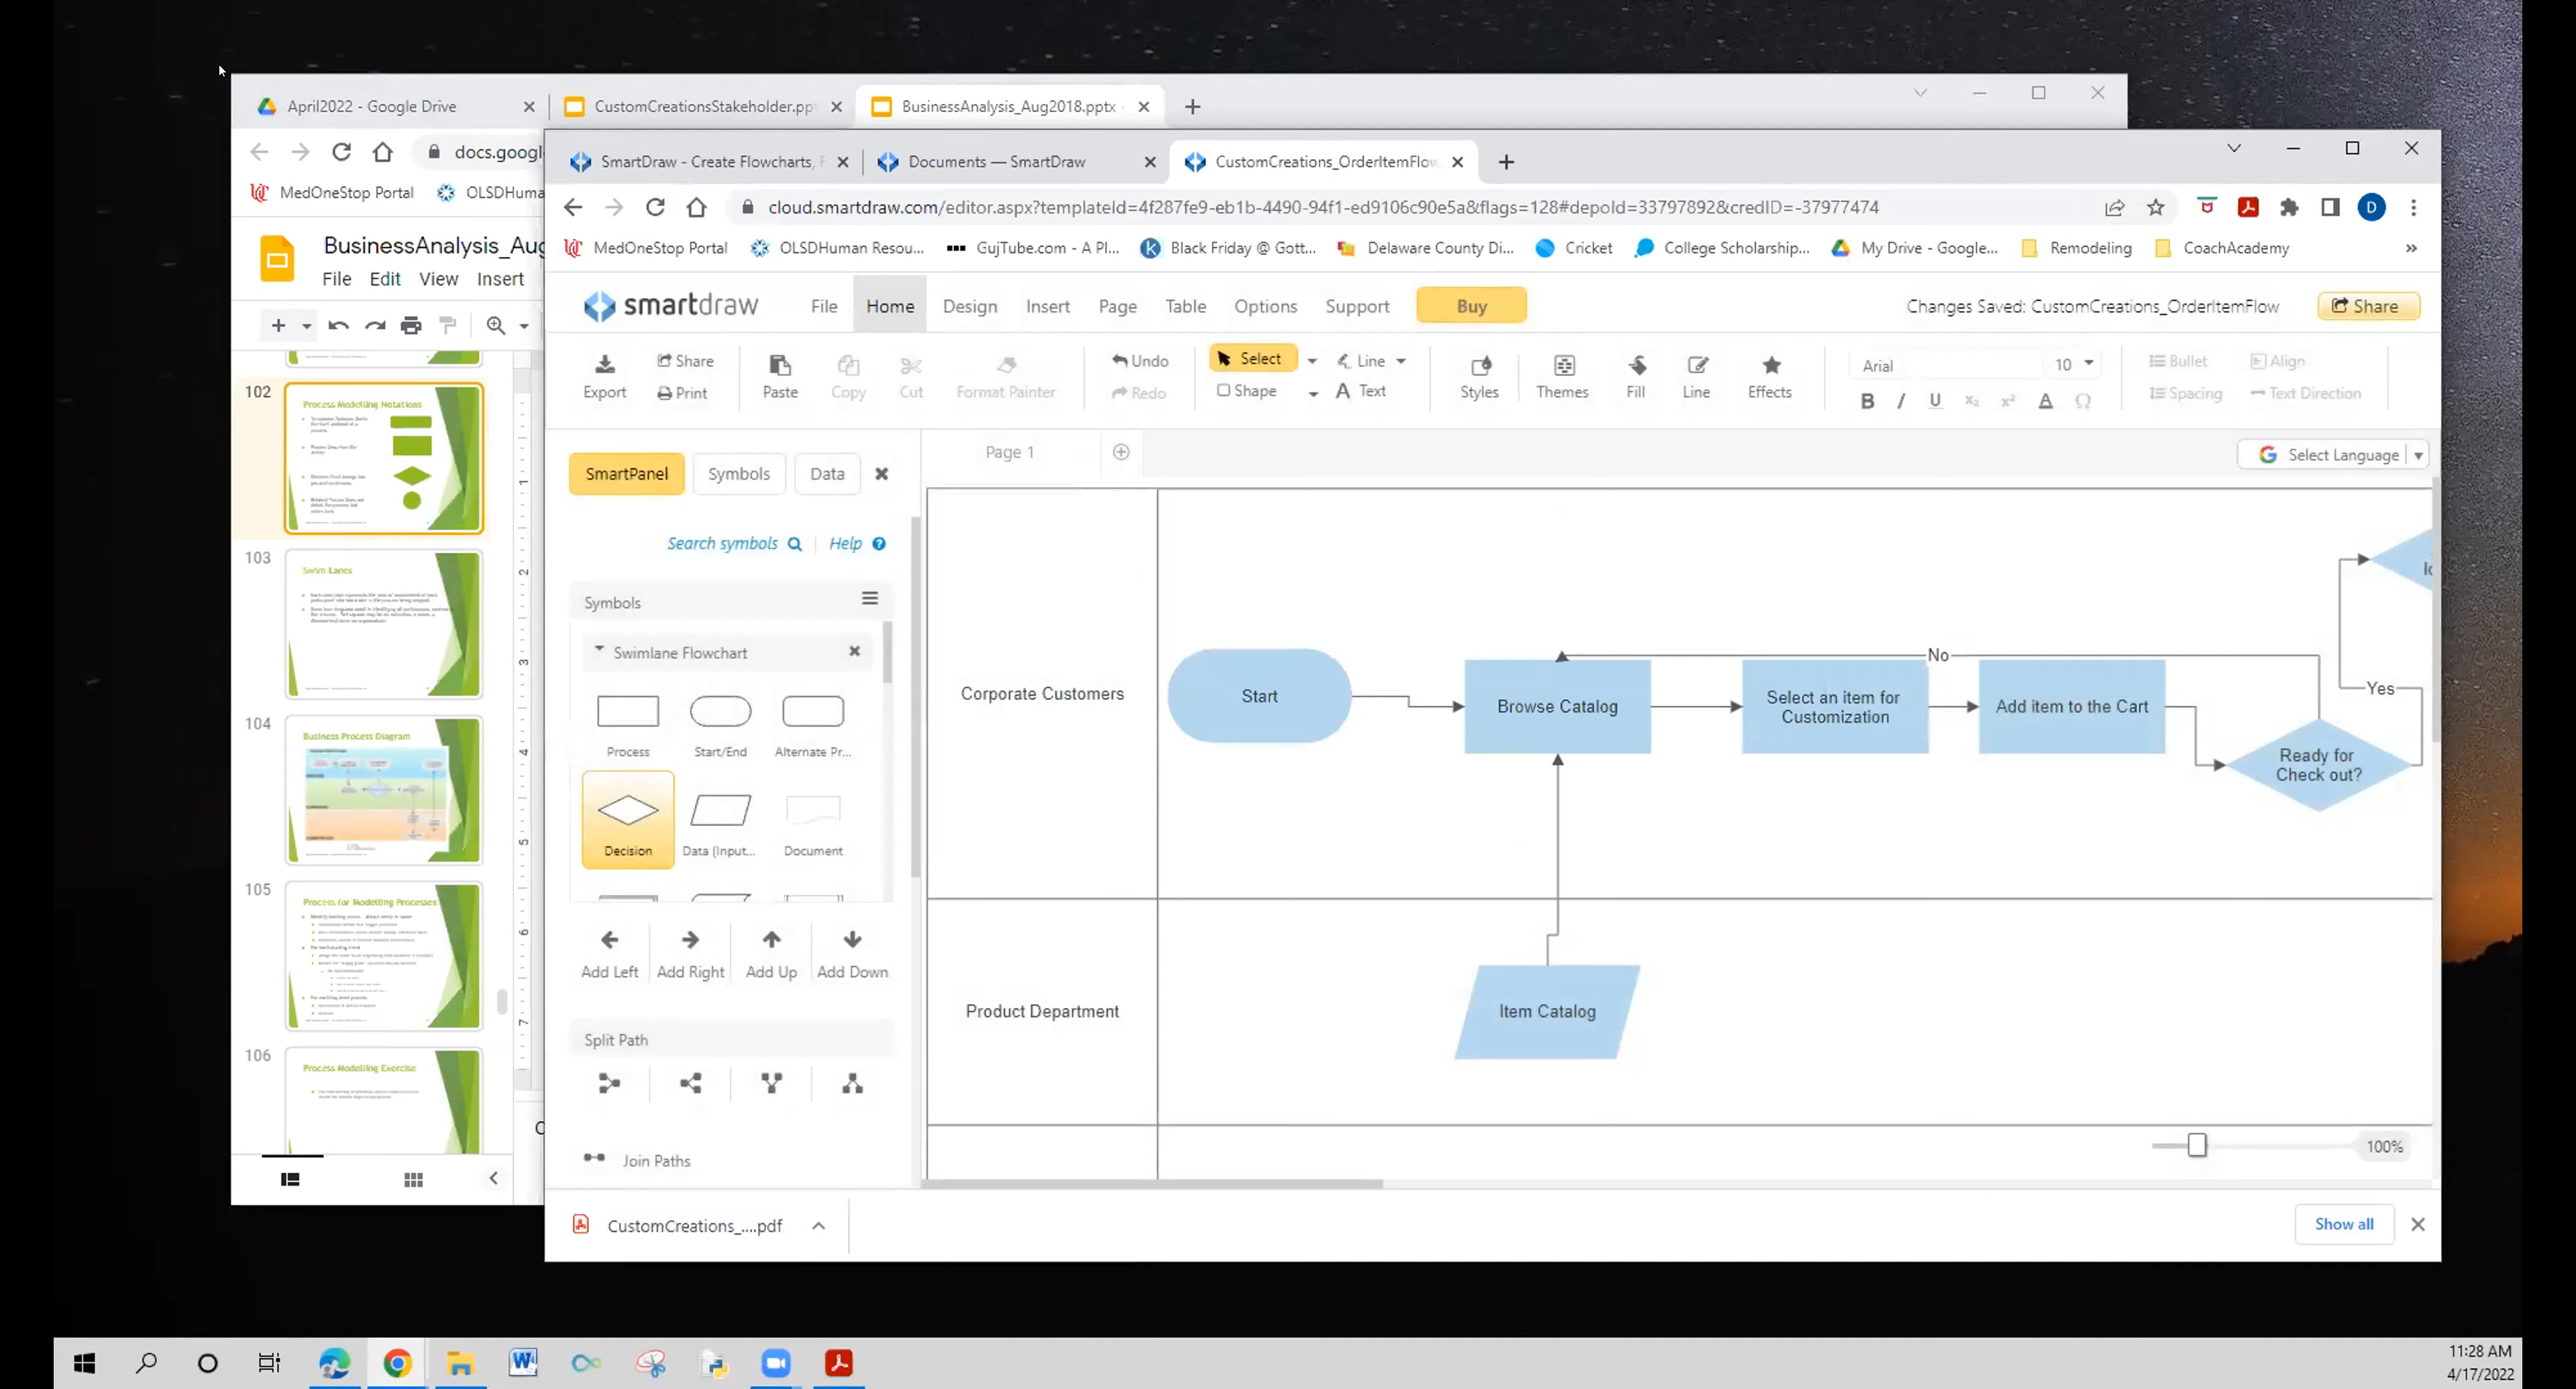 April2022 - Google Drive
CustomCreationsStakeholder.ppt
BusinessAnalysis_Aug2018.pptx -
docs.googl
MedOneStop Portal
OLSDHuma
BusinessAnalysis_Aug
File Edit View Insert
102
Process Modelling Notations
103
Swim Lanes
104
Business Process Diagram
105
Process for Modelling Processes
106
Process Modelling Exercise
1
2
3
4
5
6
7
SmartDraw - Create Flowcharts, F
Documents — SmartDraw
CustomCreations_OrderItemFlow
cloud.smartdraw.com/editor.aspx?templateId=4f287fe9-eb1b-4490-94f1-ed9106c90e5a&flags=128#depoId=33797892&credID=-37977474
D
MedOneStop Portal
OLSDHuman Resou...
GujTube.com - A Pl...
Black Friday @ Gott...
Delaware County Di...
Cricket
College Scholarship...
My Drive - Google...
Remodeling
CoachAcademy
»
smartdraw
File Home Design Insert Page Table Options Support
Buy
Changes Saved: CustomCreations_OrderItemFlow
Share
Export
Share
Print
Paste
Copy
Cut
Format Painter
Undo
Redo
Select
Line
Shape
A Text
Styles
Themes
Fill
Line
Effects
Arial
10
B I U x₂ x² A Ω
Bullet
Align
Spacing
Text Direction
SmartPanel
Symbols
Data
Page 1
Select Language
Search symbols
Help
Symbols
Swimlane Flowchart
Process
Start/End
Alternate Pr...
Decision
Data (Input...
Document
Add Left
Add Right
Add Up
Add Down
Split Path
Join Paths
Corporate Customers
Start
Browse Catalog
Select an item for
Customization
Add item to the Cart
No
Yes
Ready for
Check out?
Product Department
Item Catalog
100%
CustomCreations_....pdf
Show all
11:28 AM
4/17/2022